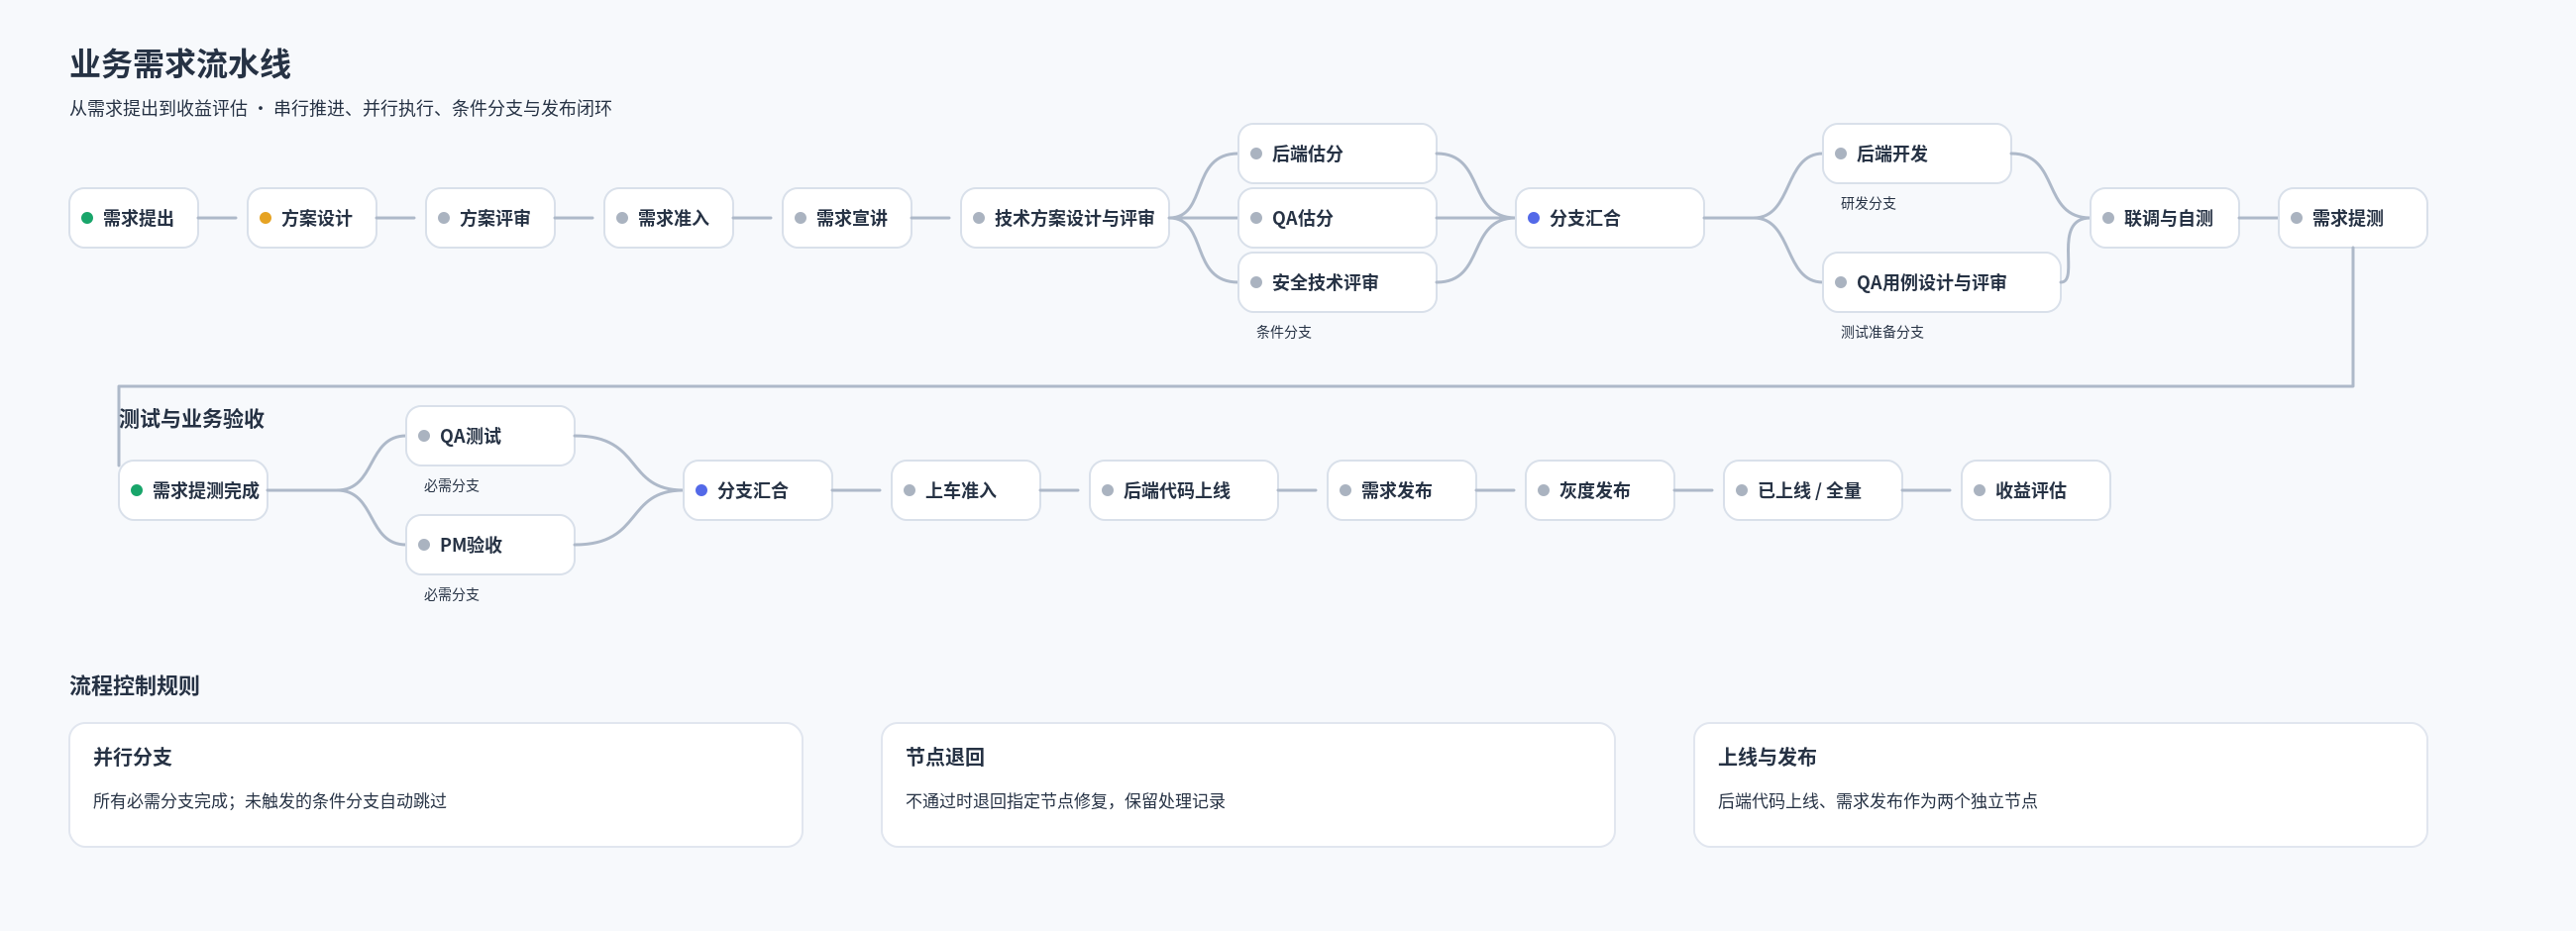 业务需求流水线
从需求提出到收益评估 · 串行推进、并行执行、条件分支与发布闭环
需求提出
方案设计
方案评审
需求准入
需求宣讲
技术方案设计与评审
后端估分
QA估分
安全技术评审
条件分支
分支汇合
后端开发
研发分支
QA用例设计与评审
测试准备分支
联调与自测
需求提测
测试与业务验收
需求提测完成
QA测试
必需分支
PM验收
必需分支
分支汇合
上车准入
后端代码上线
需求发布
灰度发布
已上线 / 全量
收益评估
流程控制规则
并行分支
所有必需分支完成；未触发的条件分支自动跳过
节点退回
不通过时退回指定节点修复，保留处理记录
上线与发布
后端代码上线、需求发布作为两个独立节点